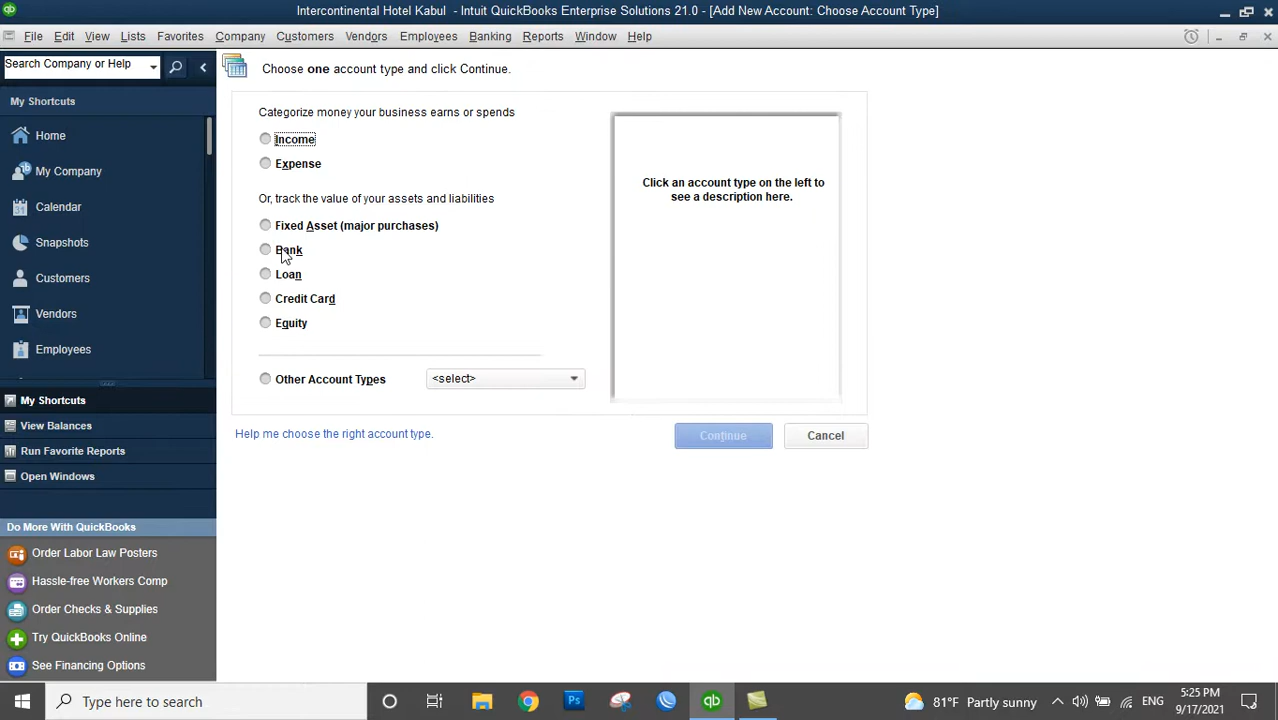 Intercontinental Hotel Kabul - Intuit QuickBooks Enterprise Solutions 21.0 - [Add New Account: Choose Account Type]
File Edit View Lists Favorites Company Customers Vendors Employees Banking Reports Window Help
Search Company or Help
Choose one account type and click Continue.
My Shortcuts
Home
My Company
Calendar
Snapshots
Customers
Vendors
Employees
My Shortcuts
View Balances
Run Favorite Reports
Open Windows
Do More With QuickBooks
Order Labor Law Posters
Hassle-free Workers Comp
Order Checks & Supplies
Try QuickBooks Online
See Financing Options
Categorize money your business earns or spends
Income
Expense
Or, track the value of your assets and liabilities
Fixed Asset (major purchases)
Bank
Loan
Credit Card
Equity
Other Account Types <select>
Click an account type on the left to
see a description here.
Help me choose the right account type.
Continue Cancel
Type here to search
81°F Partly sunny
ENG
5:25 PM
9/17/2021